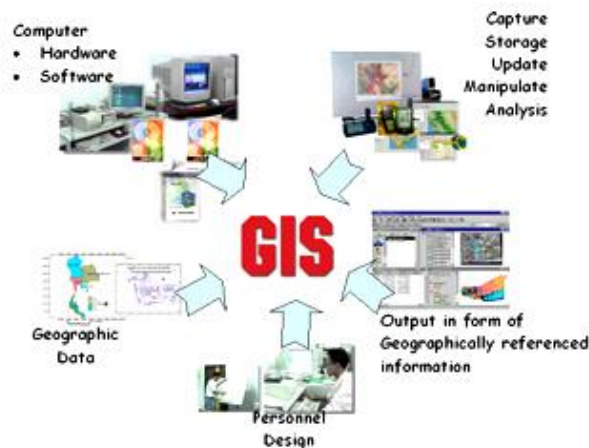 Computer
• Hardware
• Software
Capture
Storage
Update
Manipulate
Analysis
GIS
Geographic
Data
Output in form of
Geographically referenced
information
Personnel
Design